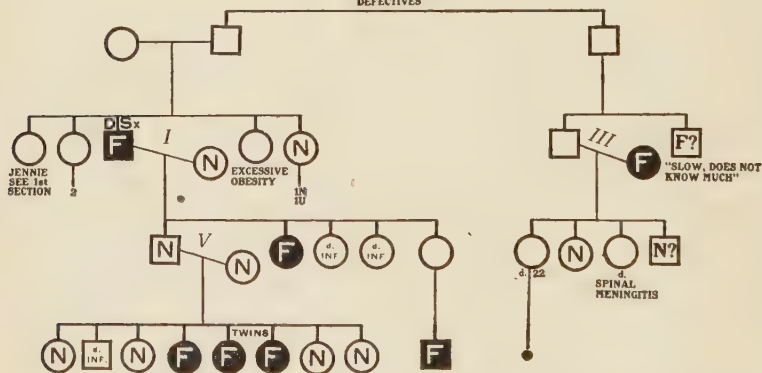 DEFECTIVES
D Sx
F I N N
JENNIE
SEE 1st
SECTION
2
EXCESSIVE
OBESITY
1N
1U
III F? F
"SLOW, DOES NOT
KNOW MUCH"
N V N F d. INF. d. INF.
d. 22 N d. N?
SPINAL
MENINGITIS
TWINS
N d. INF. N F F F N N F